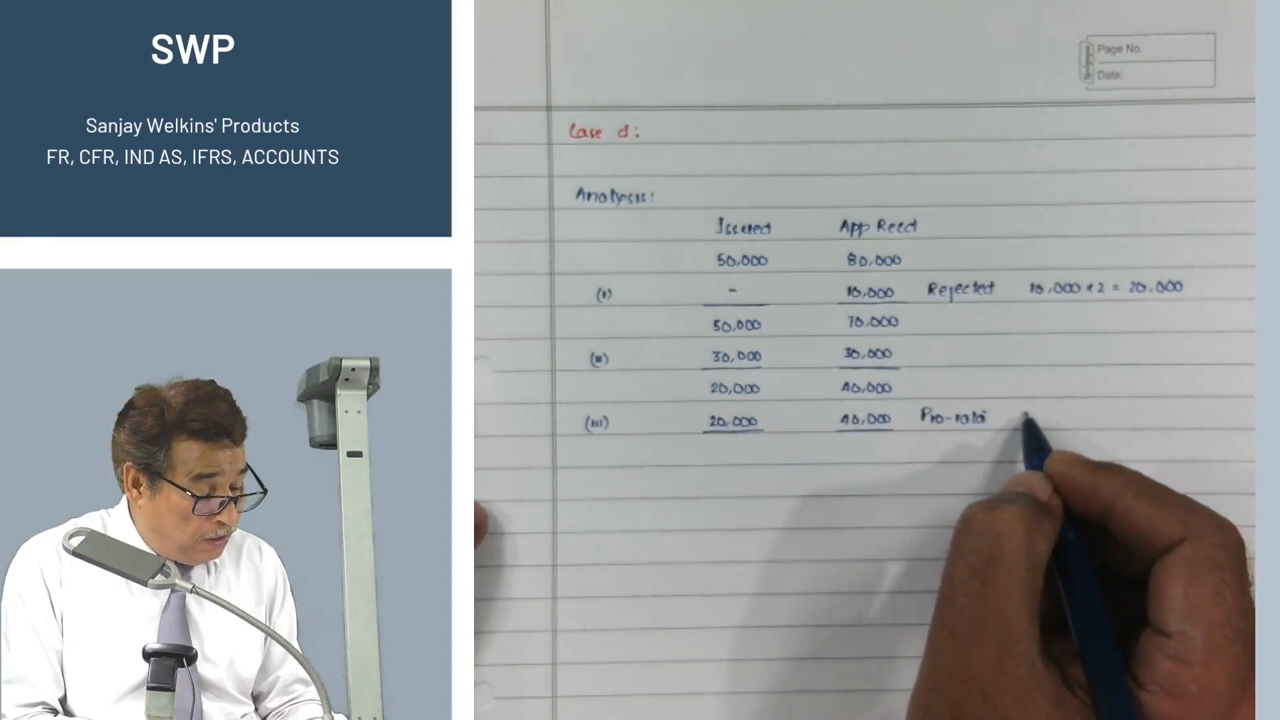 SWP
Sanjay Welkins' Products
FR, CFR, IND AS, IFRS, ACCOUNTS
Page No.
Date:
Case d:
Analysis:
Issued App Recd
50,000 80,000
(i) - 10,000 Rejected 10,000 × 2 = 20,000
50,000 70,000
(ii) 30,000 30,000
20,000 40,000
(iii) 20,000 40,000 Pro-rata